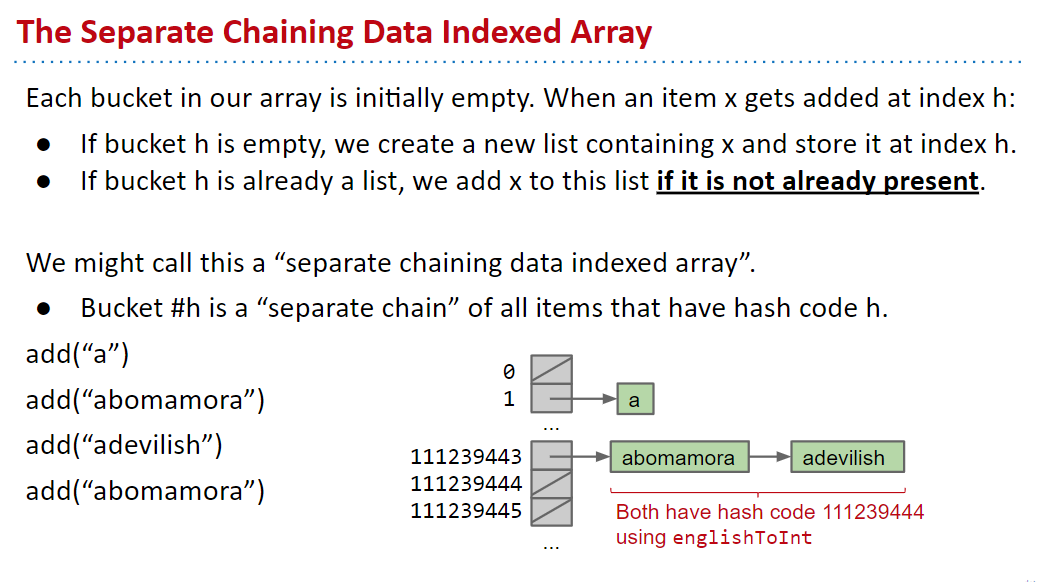 The Separate Chaining Data Indexed Array
Each bucket in our array is initially empty. When an item x gets added at index h:
● If bucket h is empty, we create a new list containing x and store it at index h.
● If bucket h is already a list, we add x to this list if it is not already present.
We might call this a “separate chaining data indexed array”.
● Bucket #h is a “separate chain” of all items that have hash code h.
add(“a”)
add(“abomamora”)
add(“adevilish”)
add(“abomamora”)
0
1
a
...
111239443
abomamora
adevilish
111239444
111239445
...
Both have hash code 111239444
using englishToInt